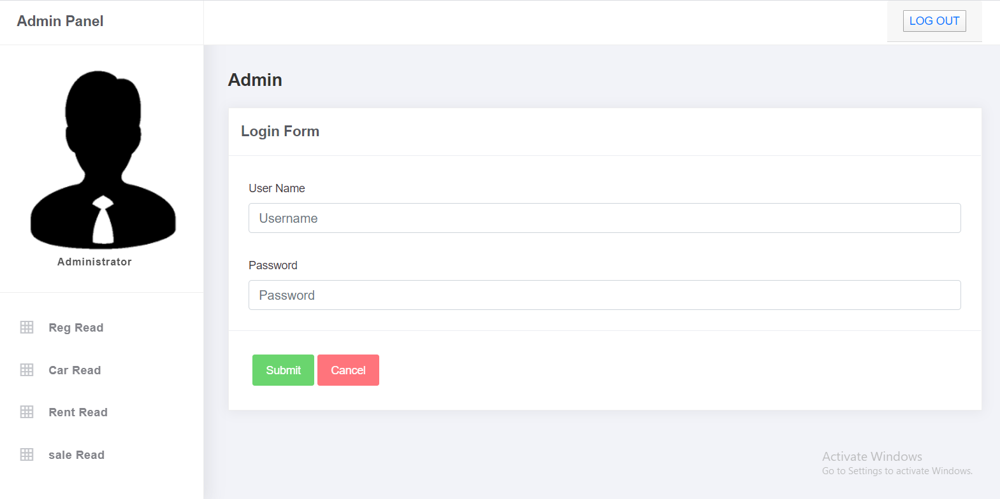 Admin Panel
LOG OUT
Administrator
Reg Read
Car Read
Rent Read
sale Read
Admin
Login Form
User Name
Username
Password
Password
Submit Cancel
Activate Windows
Go to Settings to activate Windows.